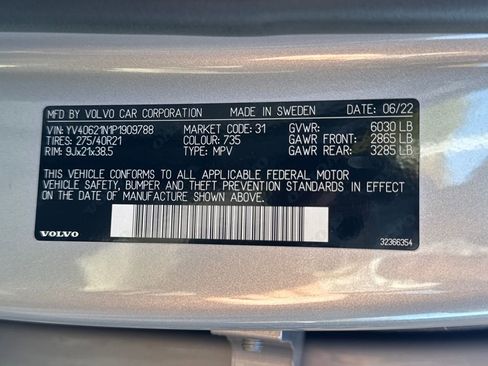 MFD BY VOLVO CAR CORPORATION MADE IN SWEDEN DATE: 06/22
VIN: YV40621N1P1909788 MARKET CODE: 31 GVWR: 6030 LB
TIRES: 275/40R21 COLOUR: 735 GAWR FRONT: 2865 LB
RIM: 9Jx21x38.5 TYPE: MPV GAWR REAR: 3285 LB
THIS VEHICLE CONFORMS TO ALL APPLICABLE FEDERAL MOTOR
VEHICLE SAFETY, BUMPER AND THEFT PREVENTION STANDARDS IN EFFECT
ON THE DATE OF MANUFACTURE SHOWN ABOVE.
VOLVO 32366354